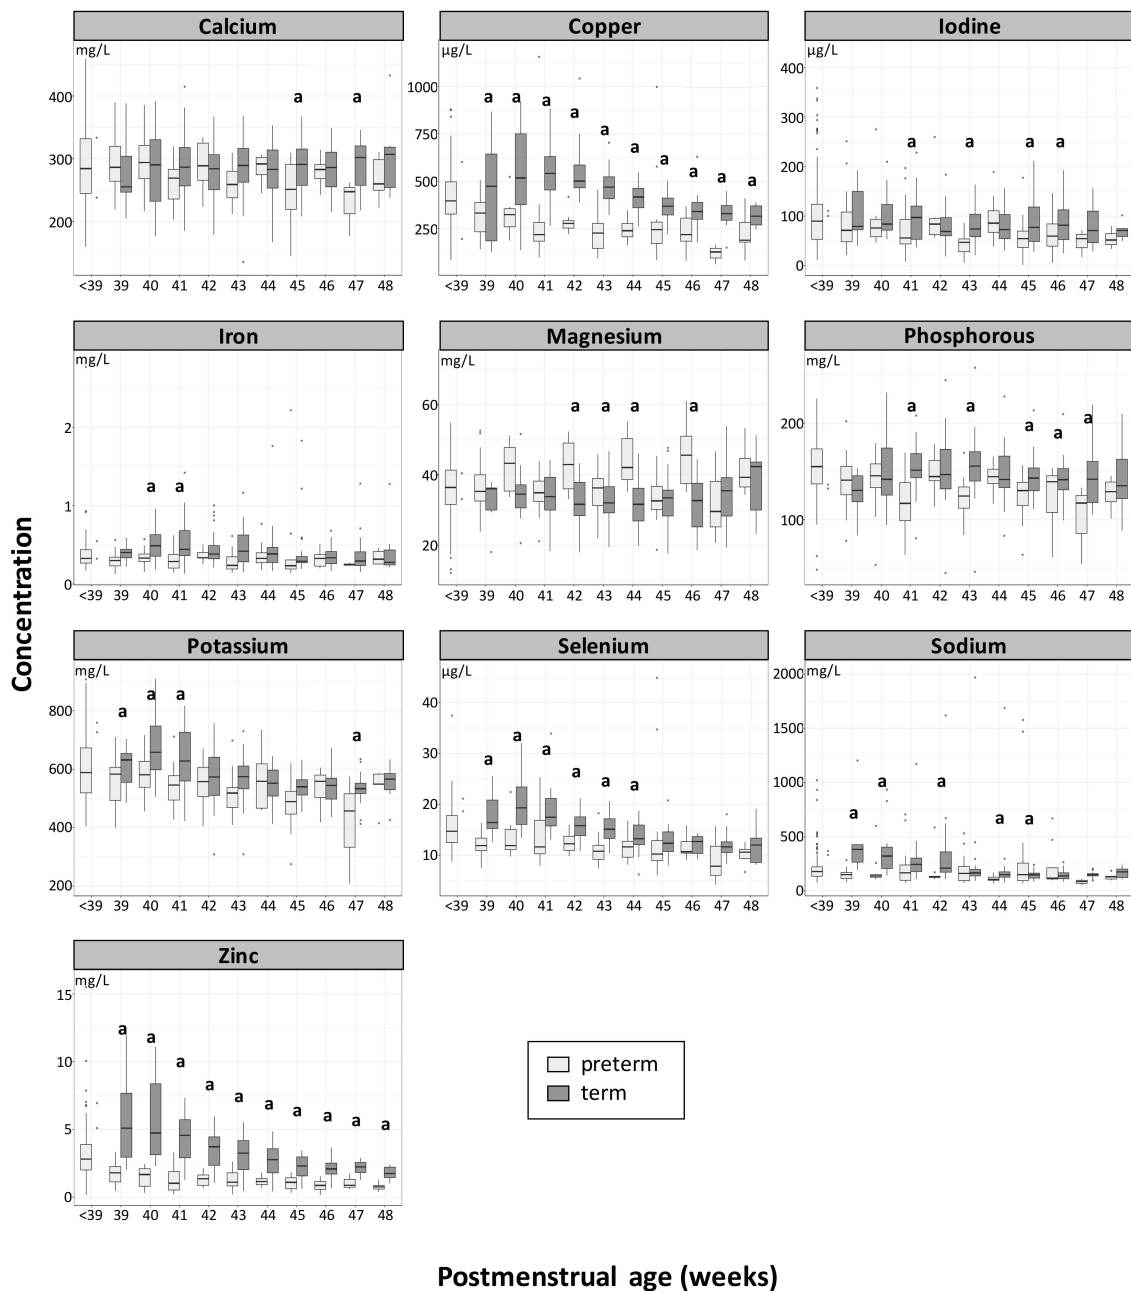 Calcium
mg/L
400
300
200
a a
<39 39 40 41 42 43 44 45 46 47 48
Copper
µg/L
1000
750
500
250
a a a a a a a a a a
<39 39 40 41 42 43 44 45 46 47 48
Iodine
µg/L
400
300
200
100
0
a a a a
<39 39 40 41 42 43 44 45 46 47 48
Iron
mg/L
2
1
0
a a
<39 39 40 41 42 43 44 45 46 47 48
Magnesium
mg/L
60
40
20
a a a a
<39 39 40 41 42 43 44 45 46 47 48
Phosphorous
mg/L
200
100
a a a a a
<39 39 40 41 42 43 44 45 46 47 48
Concentration
Potassium
mg/L
800
600
400
200
a a a a
<39 39 40 41 42 43 44 45 46 47 48
Selenium
µg/L
40
30
20
10
a a a a a a
<39 39 40 41 42 43 44 45 46 47 48
Sodium
mg/L
2000
1500
1000
500
0
a a a a a
<39 39 40 41 42 43 44 45 46 47 48
Zinc
mg/L
15
10
5
0
a a a a a a a a a a
<39 39 40 41 42 43 44 45 46 47 48
preterm
term
Postmenstrual age (weeks)